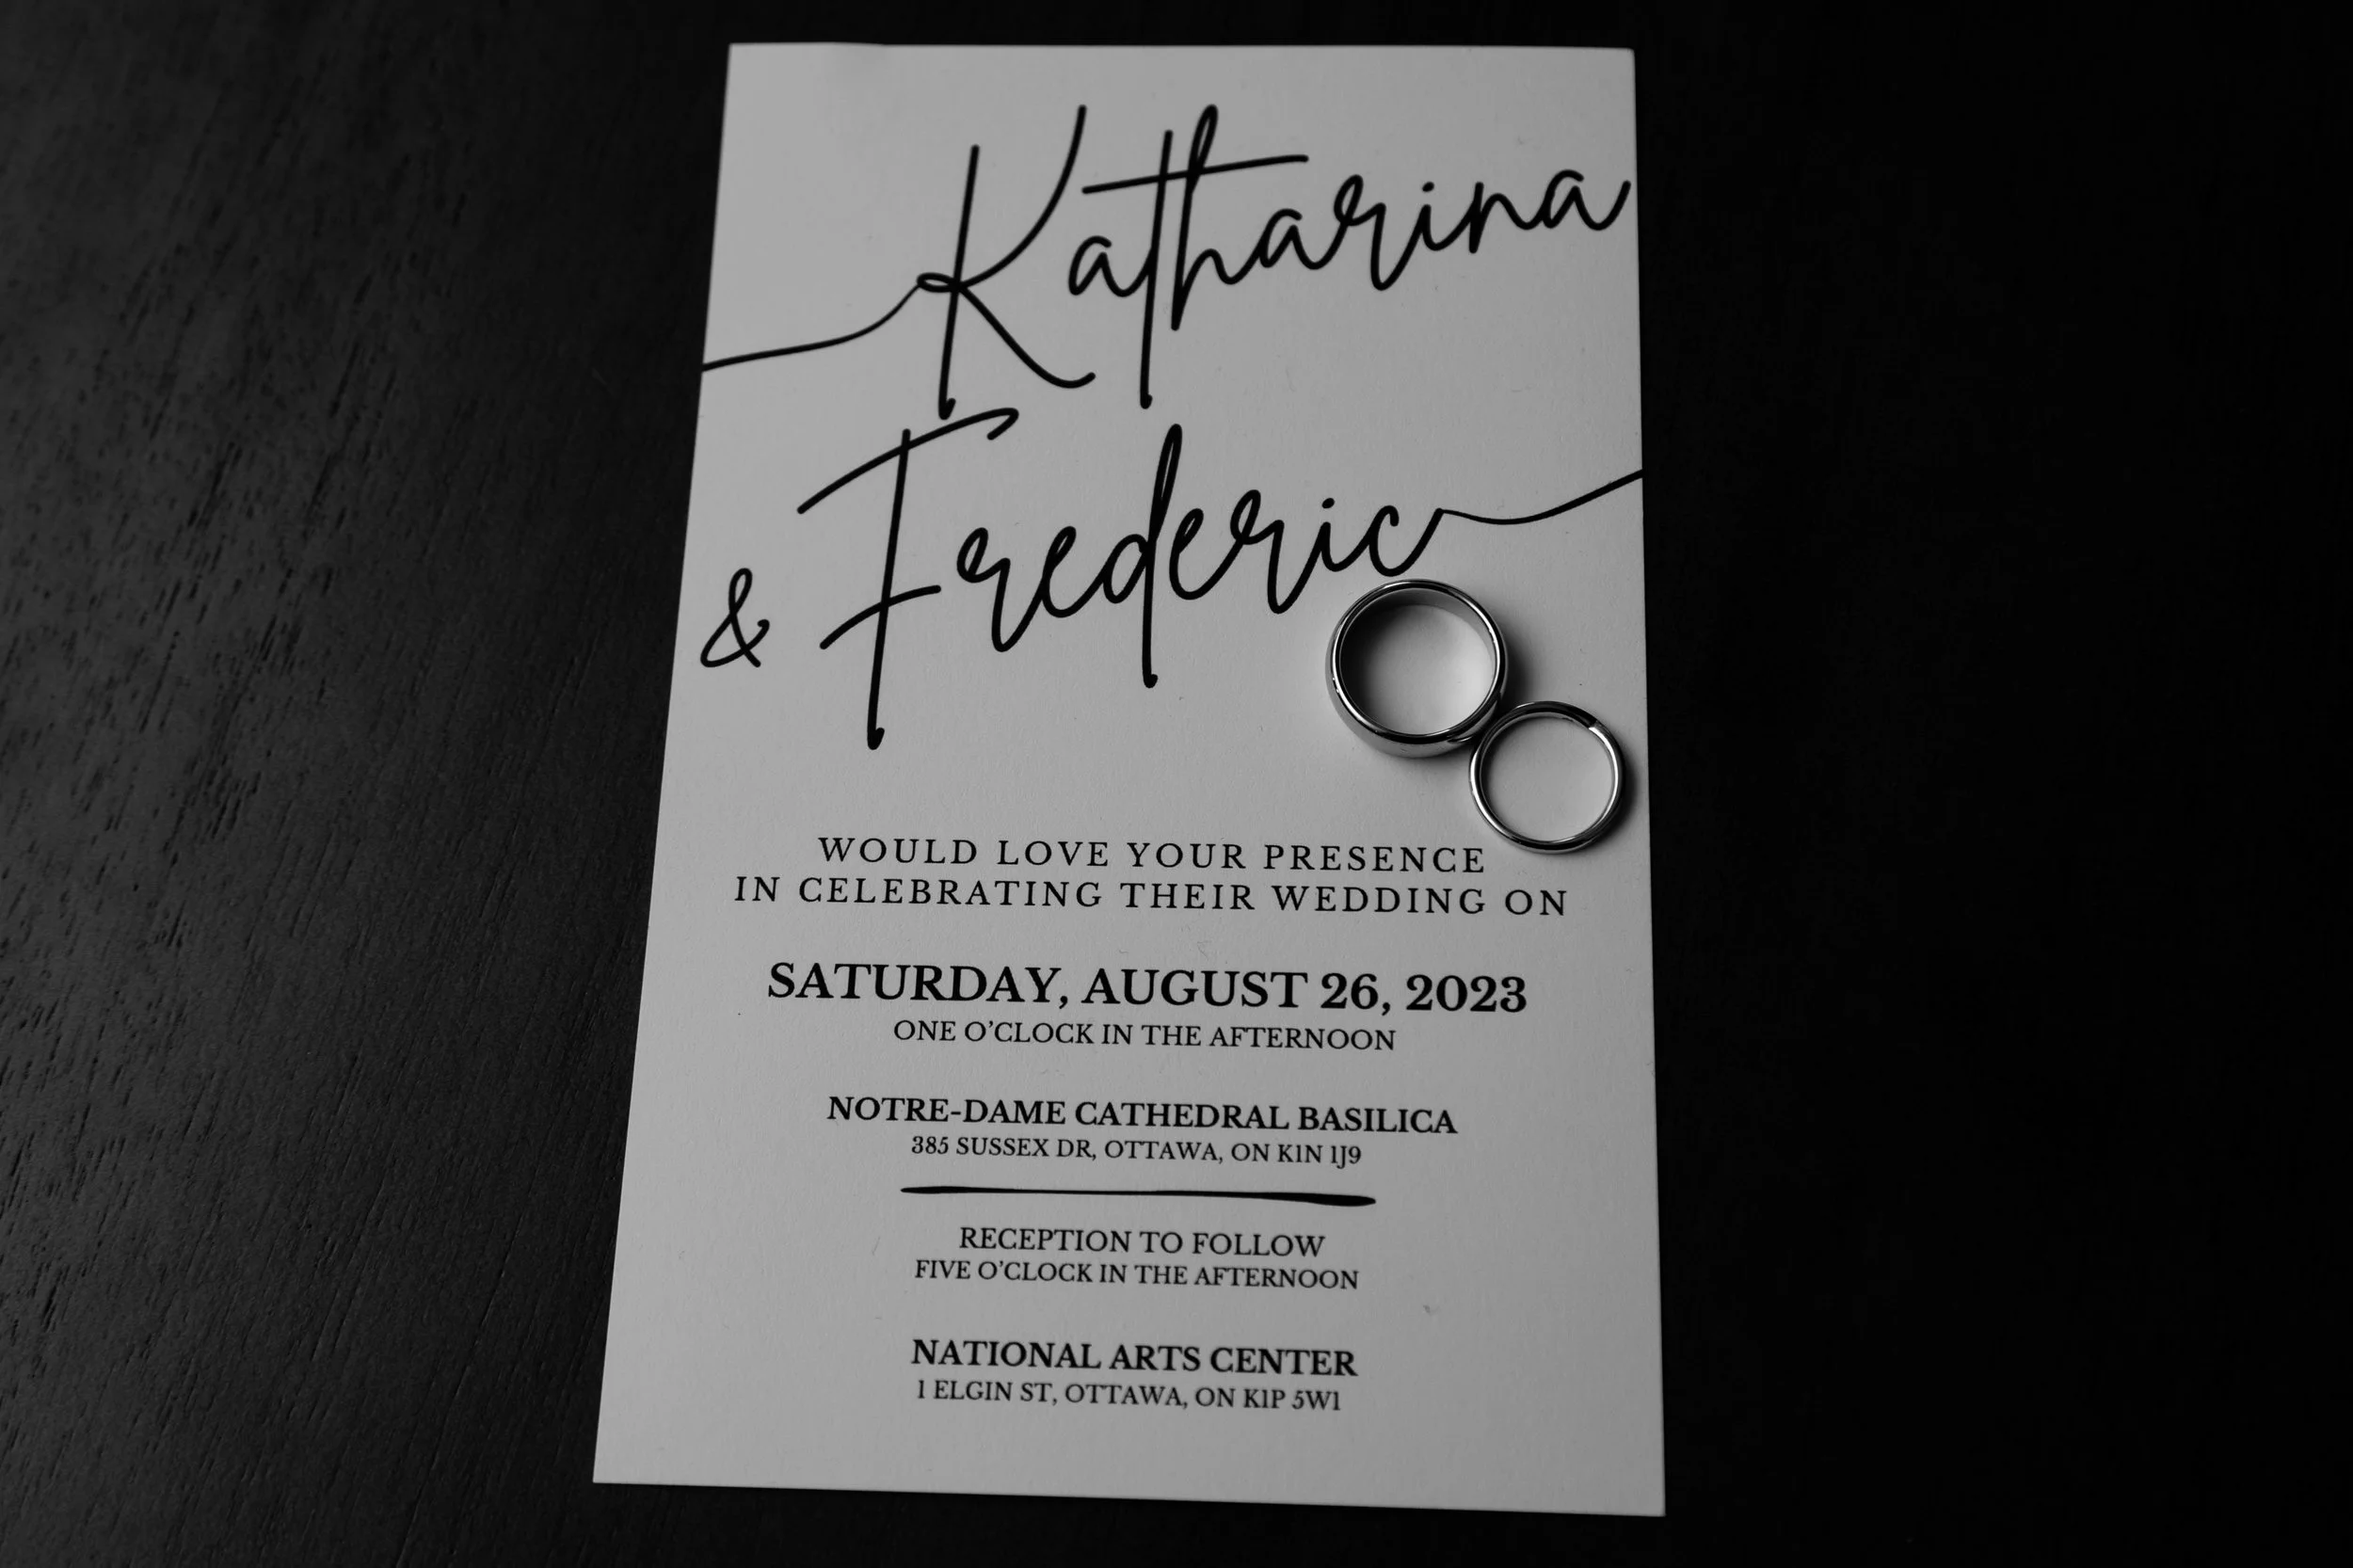 Katharina
& Frederic
WOULD LOVE YOUR PRESENCE
IN CELEBRATING THEIR WEDDING ON
SATURDAY, AUGUST 26, 2023
ONE O'CLOCK IN THE AFTERNOON
NOTRE-DAME CATHEDRAL BASILICA
385 SUSSEX DR, OTTAWA, ON K1N 1J9
RECEPTION TO FOLLOW
FIVE O'CLOCK IN THE AFTERNOON
NATIONAL ARTS CENTER
1 ELGIN ST, OTTAWA, ON K1P 5W1